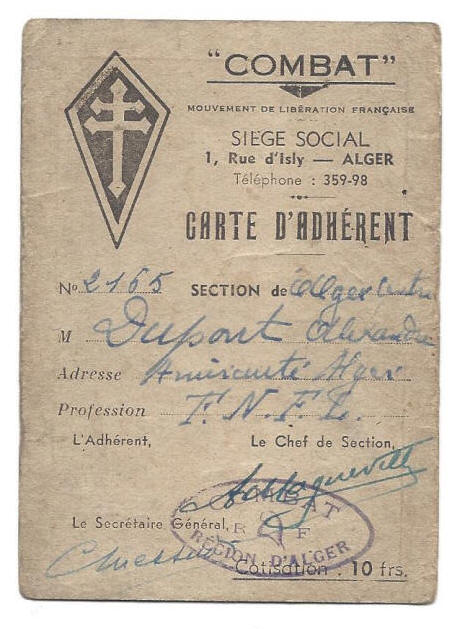 "COMBAT"
MOUVEMENT DE LIBÉRATION FRANÇAISE
SIÈGE SOCIAL
1, Rue d'Isly — ALGER
Téléphone : 359-98
CARTE D'ADHÉRENT
No 2165 SECTION de Alger Centre
M Dupont Alexandre
Adresse Amirauté Alger
Profession F. N. F. L.
L'Adhérent, Le Chef de Section,
Le Secrétaire Général,
COMBAT
R F
RÉGION D'ALGER
Cotisation : 10 frs.